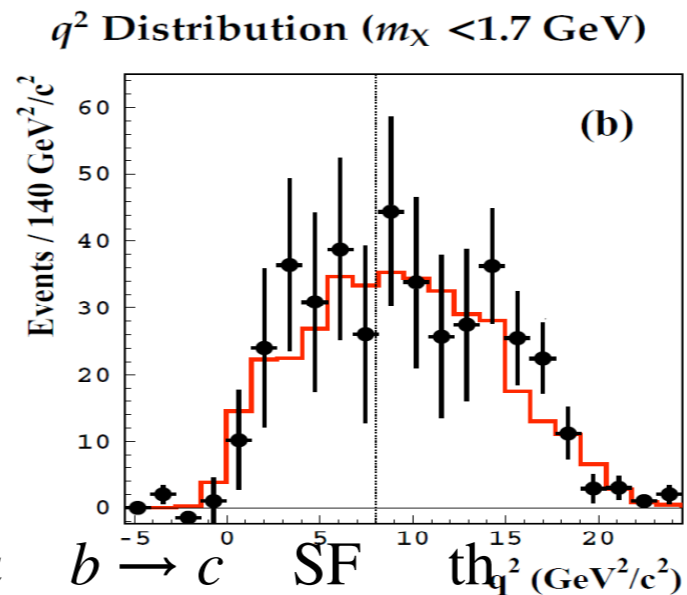 q² Distribution (mX <1.7 GeV)
Events / 140 GeV²/c²
60
50
40
30
20
10
0
(b)
-5 0 5 10 15 20
b → c SF th
q² (GeV²/c²)